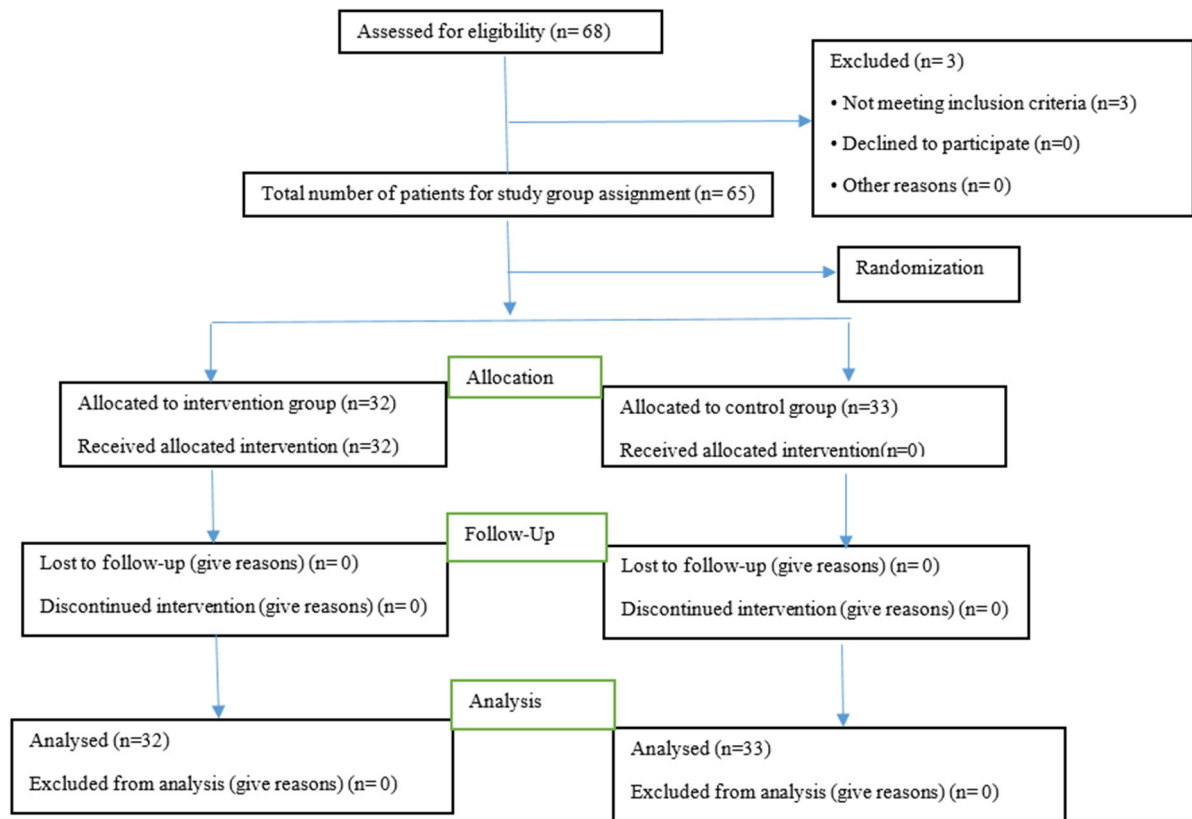 Assessed for eligibility (n= 68)
Excluded (n= 3)
• Not meeting inclusion criteria (n=3)
• Declined to participate (n=0)
• Other reasons (n= 0)
Total number of patients for study group assignment (n= 65)
Randomization
Allocation
Allocated to intervention group (n=32)
Received allocated intervention (n=32)
Allocated to control group (n=33)
Received allocated intervention(n=0)
Follow-Up
Lost to follow-up (give reasons) (n= 0)
Discontinued intervention (give reasons) (n= 0)
Lost to follow-up (give reasons) (n= 0)
Discontinued intervention (give reasons) (n= 0)
Analysis
Analysed (n=32)
Excluded from analysis (give reasons) (n= 0)
Analysed (n=33)
Excluded from analysis (give reasons) (n= 0)